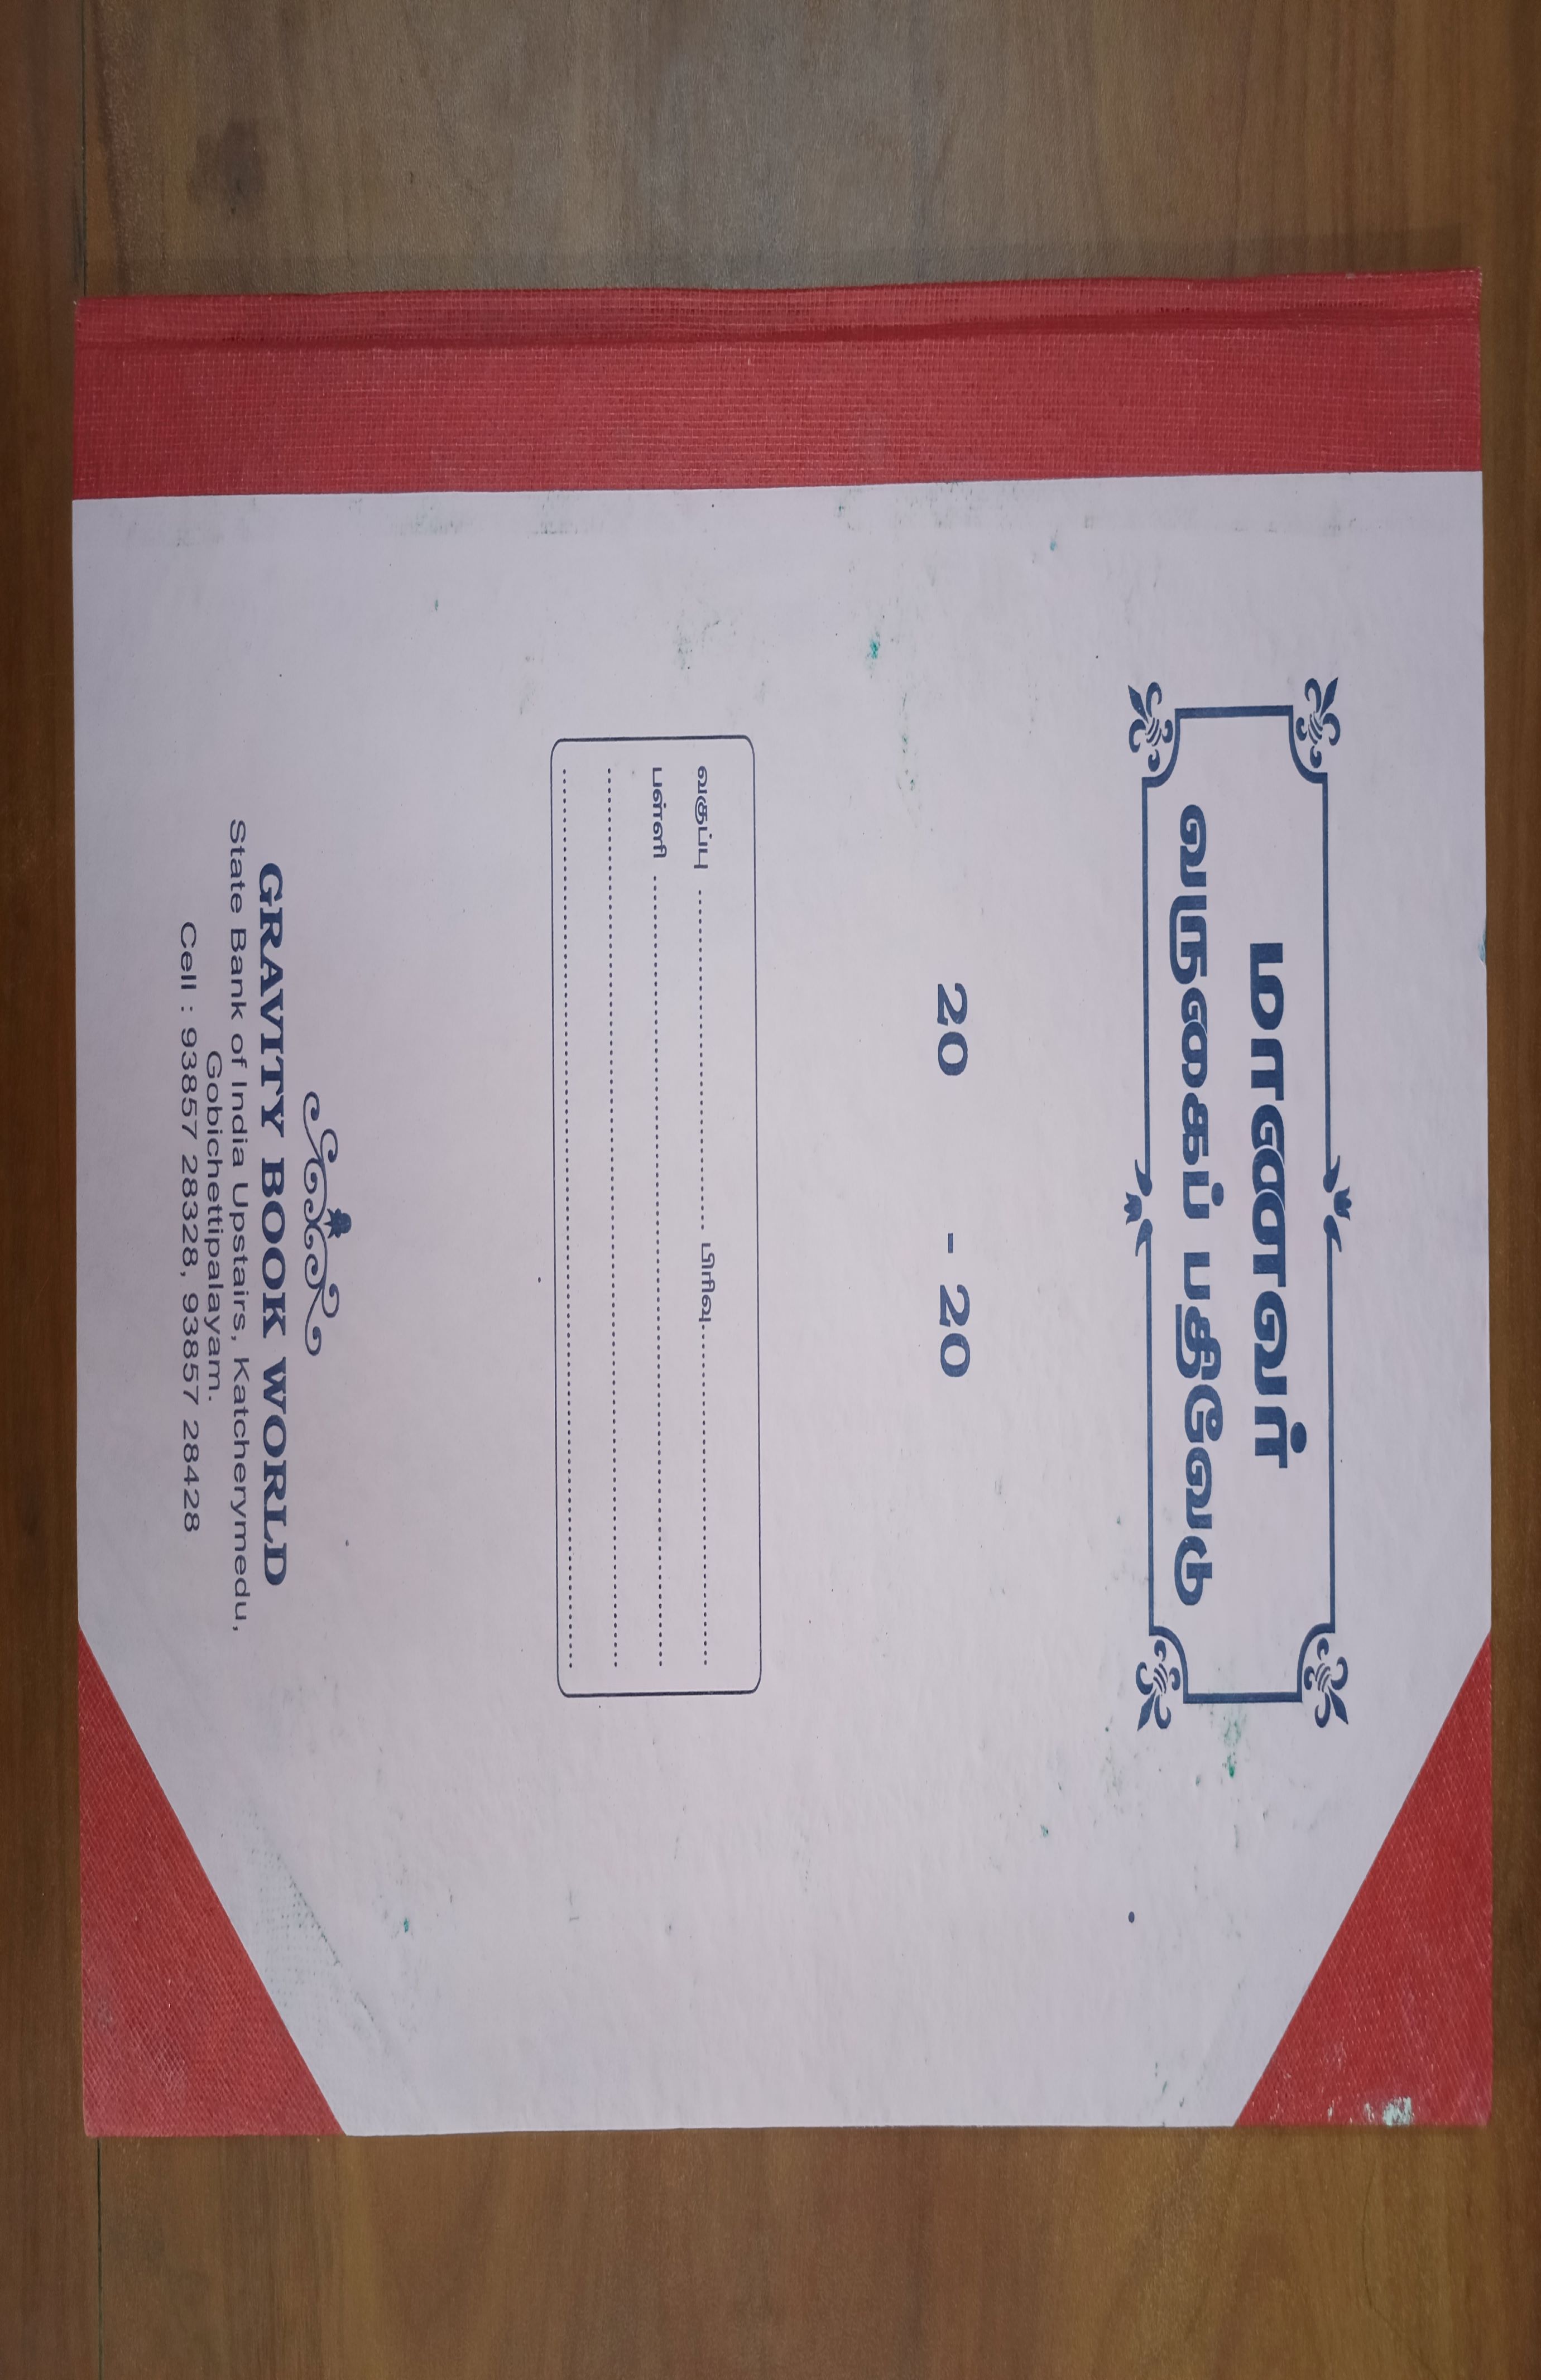 மாணவர்
வருகைப் பதிவேடு
20 - 20
வகுப்பு ........................ பிரிவு........................
பள்ளி ........................
GRAVITY BOOK WORLD
State Bank of India Upstairs, Katcherymedu,
Gobichettipalayam.
Cell : 93857 28328, 93857 28428